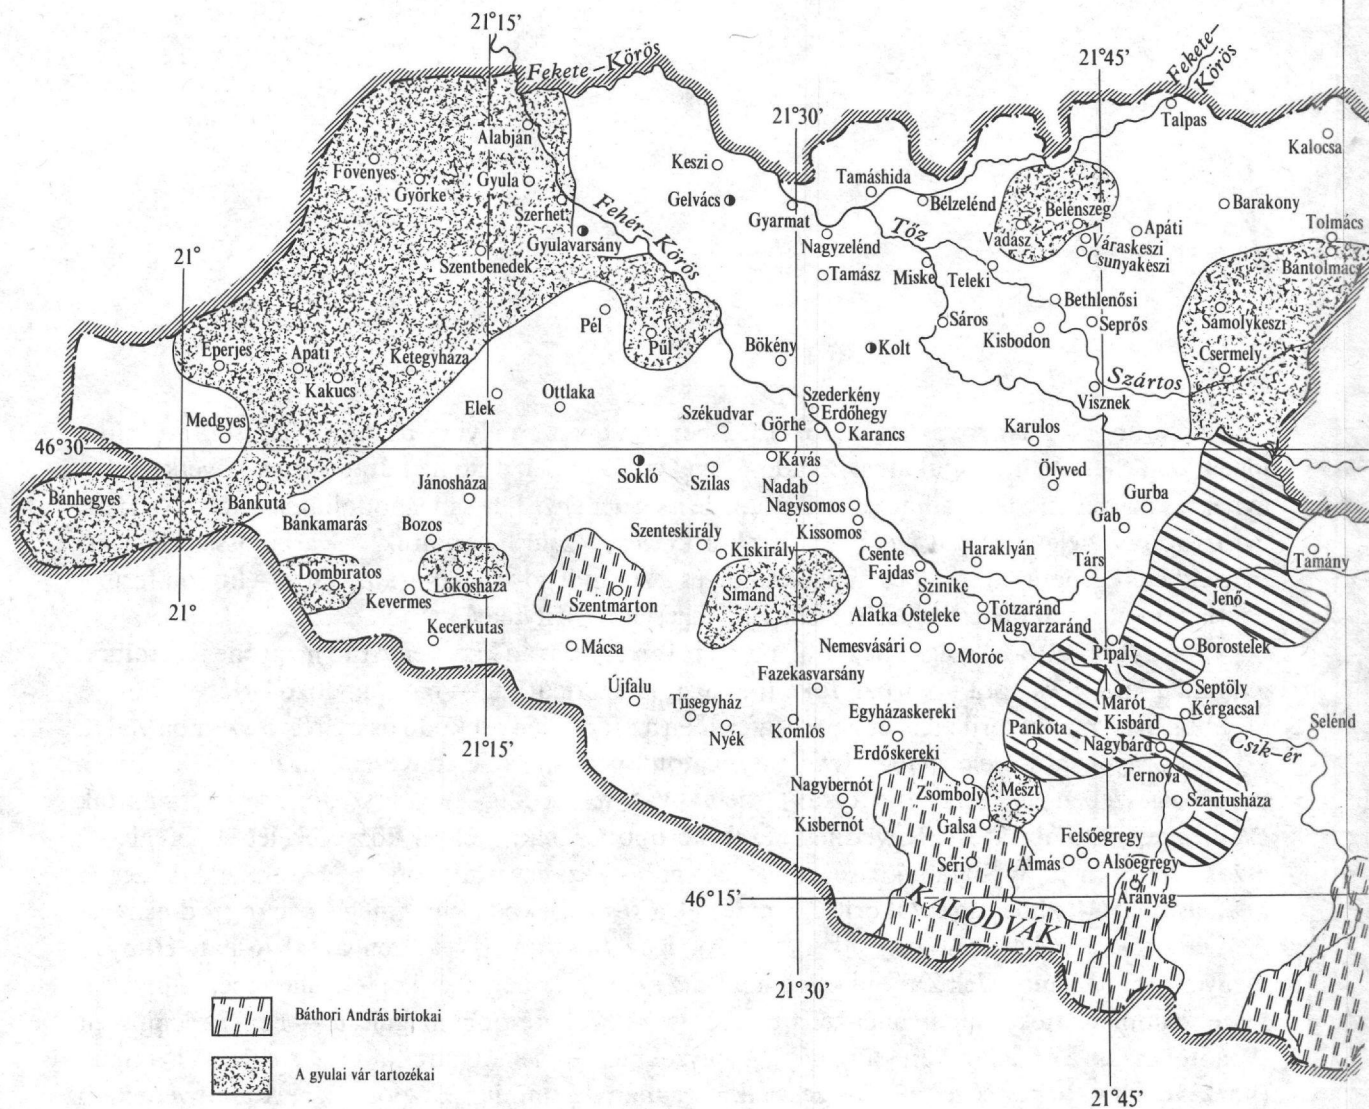 21°15'
Fekete–Körös
21°45'
Fekete–Körös
Talpas
21°30'
Kalocsa
Alabján
Keszi
Fövenyes
Györke
Gyula
Tamáshida
Gelvács
Bélzelénd
Barakony
Szerhet
Gyarmat
Belényszeg
Apáti
Tolmács
Gyulavarsány
Fehér–Körös
Nagyzelénd
Tőz
Vadász
Váraskeszi
Csunyakeszi
Bántolmács
Szentbenedek
21°
Tamász
Miske
Teleki
Bethlenősi
Pél
Sáros
Seprős
Samolykeszi
Kisbodon
Eperjes
Apáti
Kétegyháza
Pűl
Bökény
Kolt
Csermely
Kakucs
Szártos
Visznek
Elek
Ottlaka
Szederkény
Medgyes
Székudvar
Erdőhegy
Görhe
Karancs
Karulos
46°30
Kávás
Sokló
Szilas
Nadab
Ölyved
Bánhegyes
Bánkuta
Jánosháza
Nagysomos
Gurba
Bánkamarás
Bozos
Szenteskirály
Kissomos
Gab
Kiskirály
Csente
Haraklyán
Társ
Tamány
Dombiratos
Lőkösháza
Fajdas
Kevermes
Szentmárton
Simánd
Szinike
Jenő
21°
Tótzaránd
Alatka
Ősteleke
Magyarzaránd
Kecerkutas
Mácsa
Nemesvásári
Moróc
Pipaly
Borostelek
Fazekasvarsány
Újfalu
Marót
Septöly
Tűsegyház
Kérgacsal
Egyházaskereki
Pankota
Kisbárd
Selénd
21°15'
Nyék
Komlós
Erdőskereki
Nagybárd
Csík–ér
Ternova
Nagybernót
Zsomboly
Meszt
Szantusháza
Kisbernót
Galsa
Felsőegregy
Seri
Almás
Alsóegregy
46°15'
Aranyag
KALODVÁK
21°30'
Báthori András birtokai
A gyulai vár tartozékai
21°45'